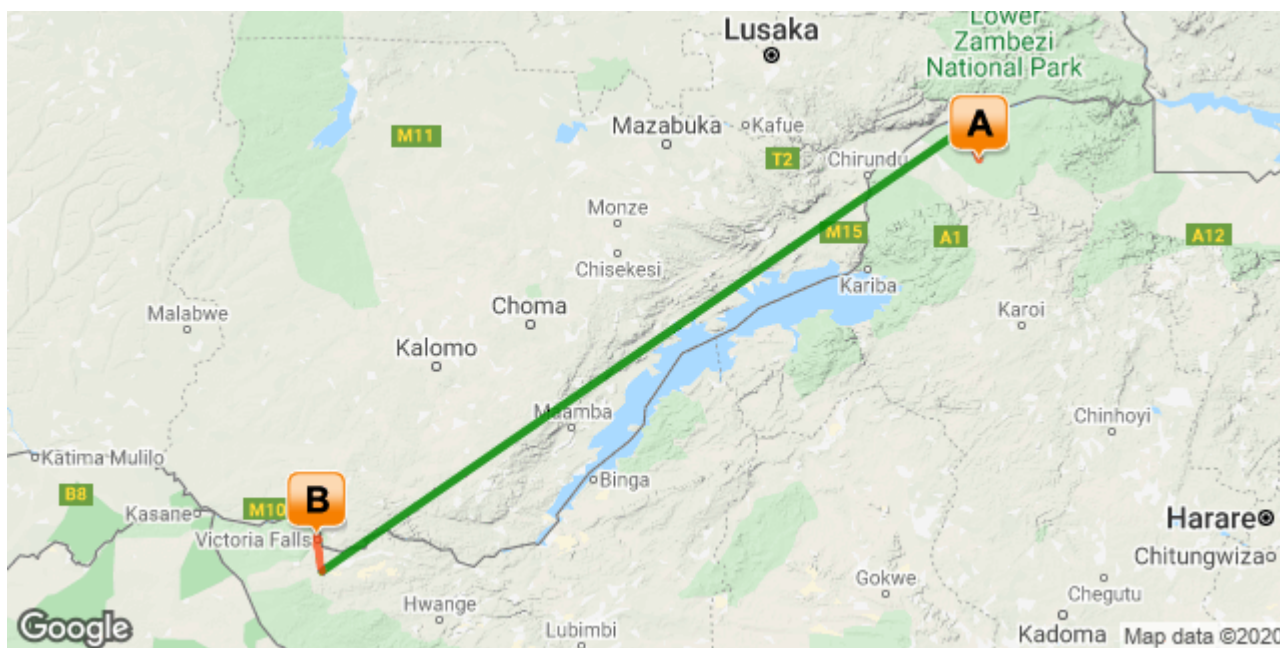 Lower
Zambezi
National Park
Lusaka
A
M11
Mazabuka
Kafue
T2
Chirundu
Monze
M15
A1
A12
Chisekesi
Kariba
Choma
Karoi
Malabwe
Kalomo
Maamba
Chinhoyi
Katima Mulilo
Binga
B8
B
M10
Kasane
Harare
Victoria Falls
Chitungwiza
Gokwe
Chegutu
Hwange
Google
Lubimbi
Kadoma
Map data ©2020